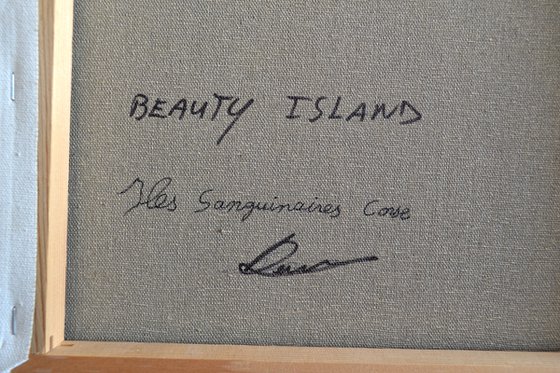 BEAUTY ISLAND
Iles Sanguinaires Corse